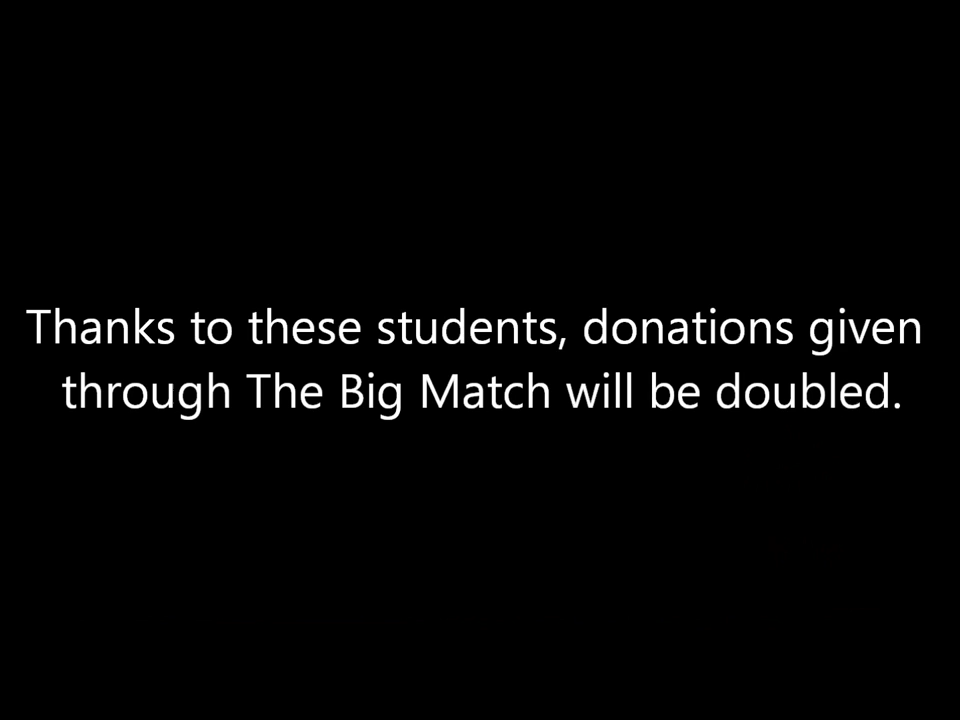 Thanks to these students, donations given
through The Big Match will be doubled.